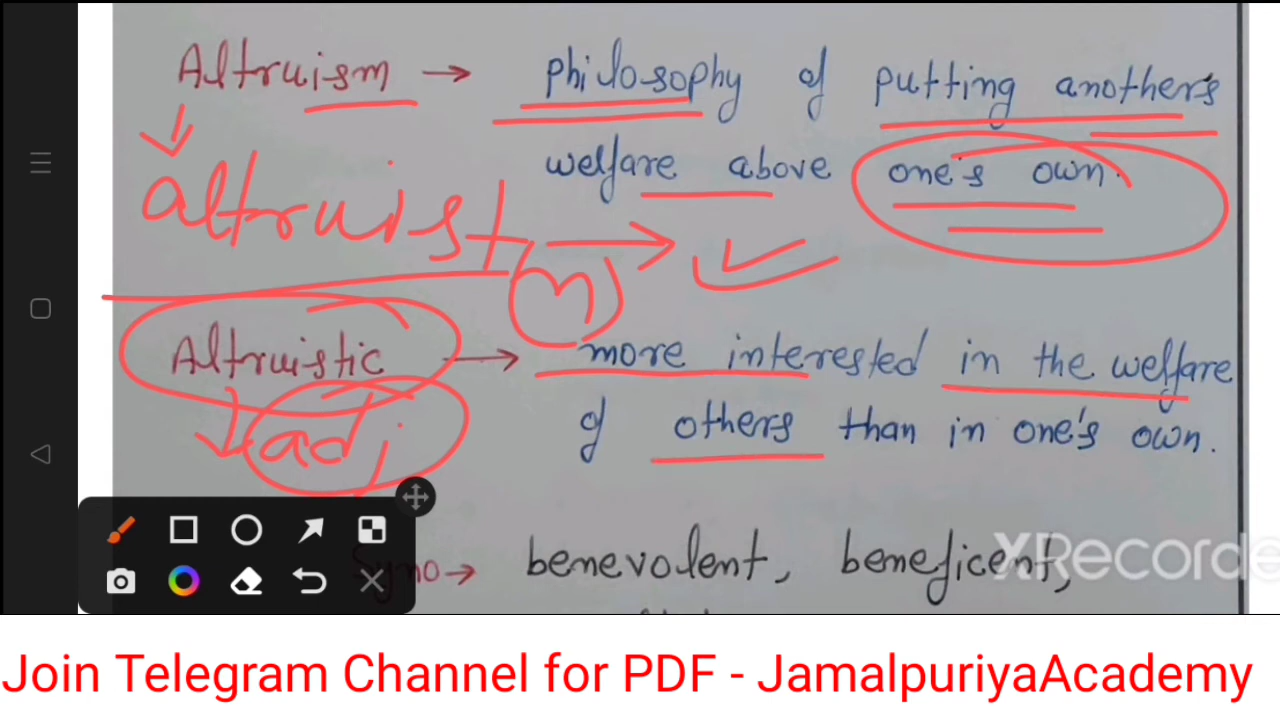 Altruism → philosophy of putting another's
welfare above one's own.
altruist →
(n)
Altruistic → more interested in the welfare
of others than in one's own.
adj
Syno → benevolent, beneficent,
XRecorde
Join Telegram Channel for PDF - JamalpuriyaAcademy